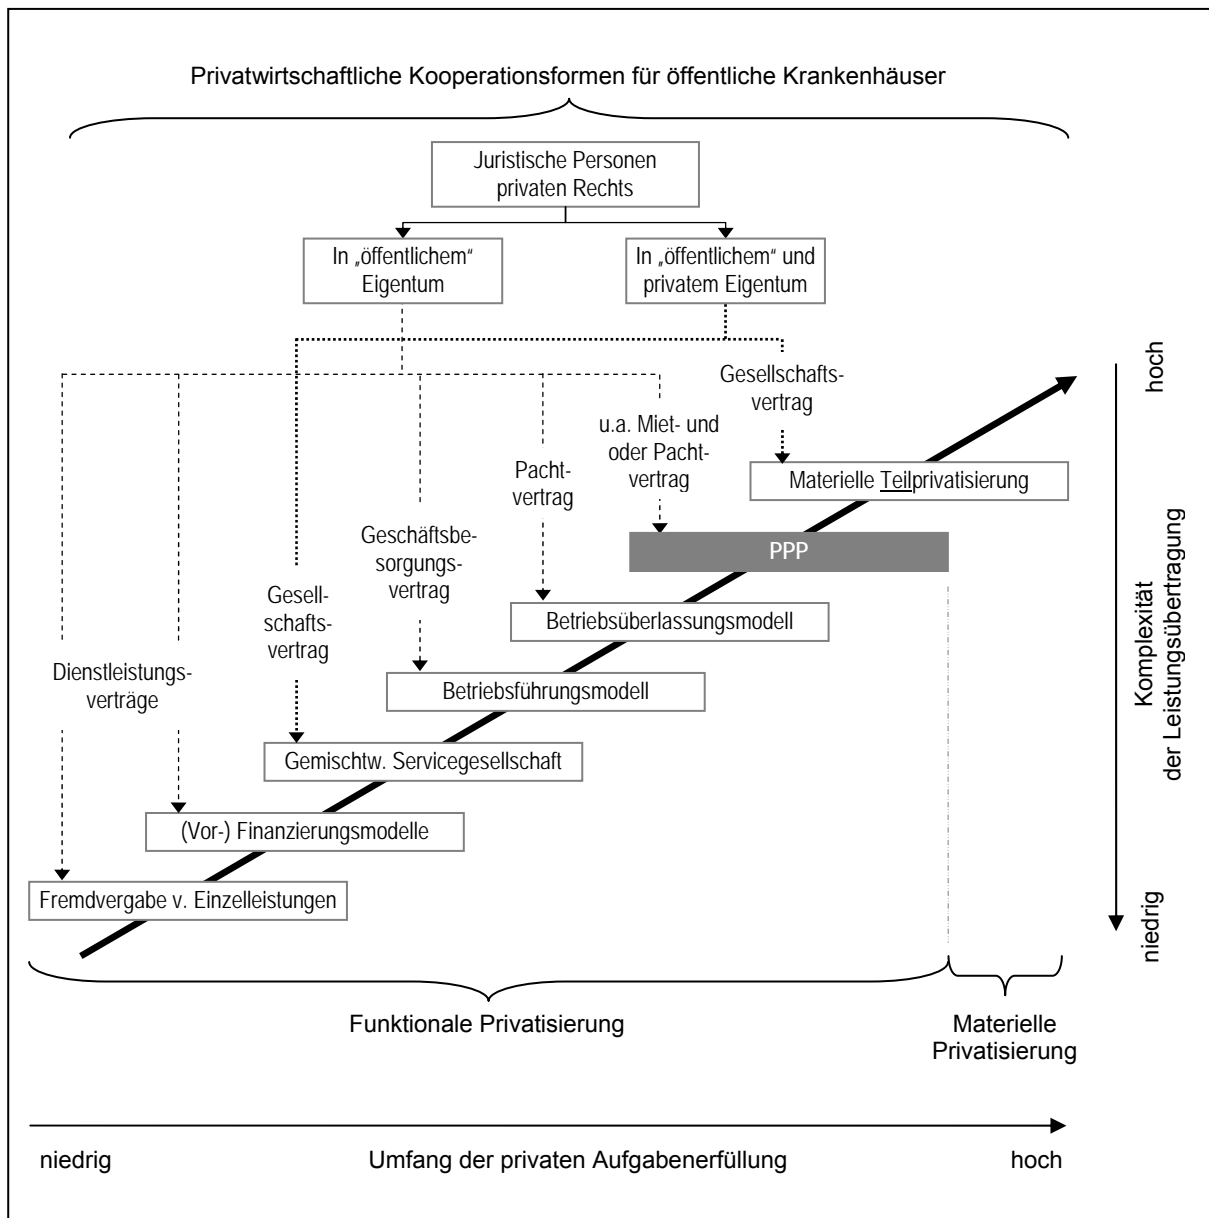 Privatwirtschaftliche Kooperationsformen für öffentliche Krankenhäuser
Juristische Personen
privaten Rechts
In „öffentlichem“
Eigentum
In „öffentlichem“ und
privatem Eigentum
Gesellschafts-
vertrag
u.a. Miet- und
oder Pacht-
vertrag
Pacht-
vertrag
Geschäftsbe-
sorgungs-
vertrag
Gesell-
schafts-
vertrag
Dienstleistungs-
verträge
Materielle Teilprivatisierung
PPP
Betriebsüberlassungsmodell
Betriebsführungsmodell
Gemischtw. Servicegesellschaft
(Vor-) Finanzierungsmodelle
Fremdvergabe v. Einzelleistungen
hoch
Komplexität
der Leistungsübertragung
niedrig
Funktionale Privatisierung
Materielle
Privatisierung
niedrig
Umfang der privaten Aufgabenerfüllung
hoch